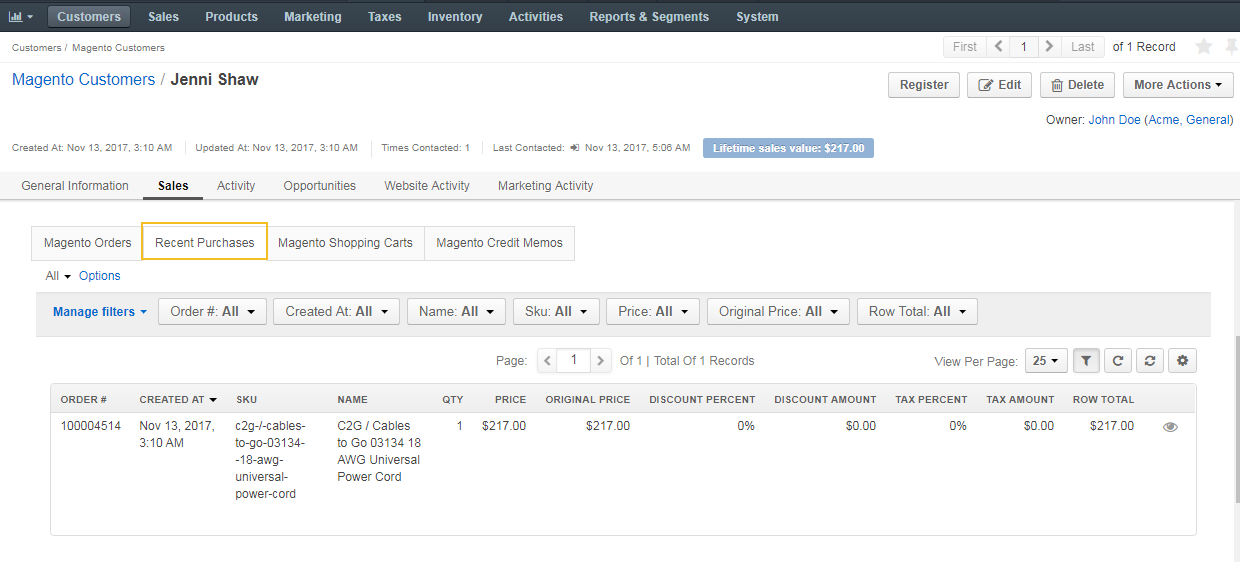 Customers Sales Products Marketing Taxes Inventory Activities Reports & Segments System
Customers / Magento Customers First 1 Last of 1 Record
Magento Customers / Jenni Shaw Register Edit Delete More Actions
Owner: John Doe (Acme, General)
Created At: Nov 13, 2017, 3:10 AM Updated At: Nov 13, 2017, 3:10 AM Times Contacted: 1 Last Contacted: Nov 13, 2017, 5:06 AM Lifetime sales value: $217.00
General Information Sales Activity Opportunities Website Activity Marketing Activity
Magento Orders Recent Purchases Magento Shopping Carts Magento Credit Memos
All Options
Manage filters Order #: All Created At: All Name: All Sku: All Price: All Original Price: All Row Total: All
Page: 1 Of 1 | Total Of 1 Records View Per Page: 25
ORDER # CREATED AT SKU NAME QTY PRICE ORIGINAL PRICE DISCOUNT PERCENT DISCOUNT AMOUNT TAX PERCENT TAX AMOUNT ROW TOTAL
100004514 Nov 13, 2017, c2g-/-cables- C2G / Cables 1 $217.00 $217.00 0% $0.00 0% $0.00 $217.00
3:10 AM to-go-03134- to Go 03134 18
-18-awg- AWG Universal
universal- Power Cord
power-cord